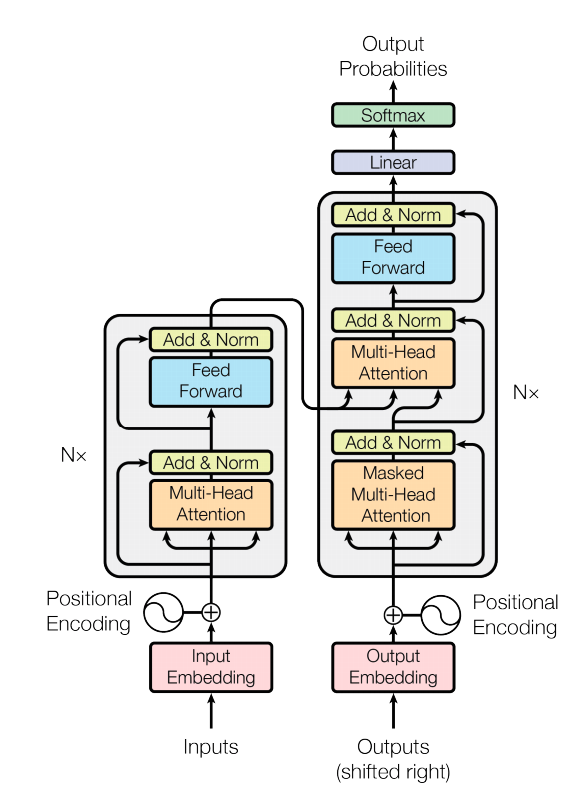 Output
Probabilities
Softmax
Linear
Add & Norm
Feed
Forward
Add & Norm
Multi-Head
Attention
Add & Norm
Masked
Multi-Head
Attention
N×
Add & Norm
Feed
Forward
Add & Norm
Multi-Head
Attention
N×
Positional
Encoding
Positional
Encoding
Input
Embedding
Output
Embedding
Inputs
Outputs
(shifted right)